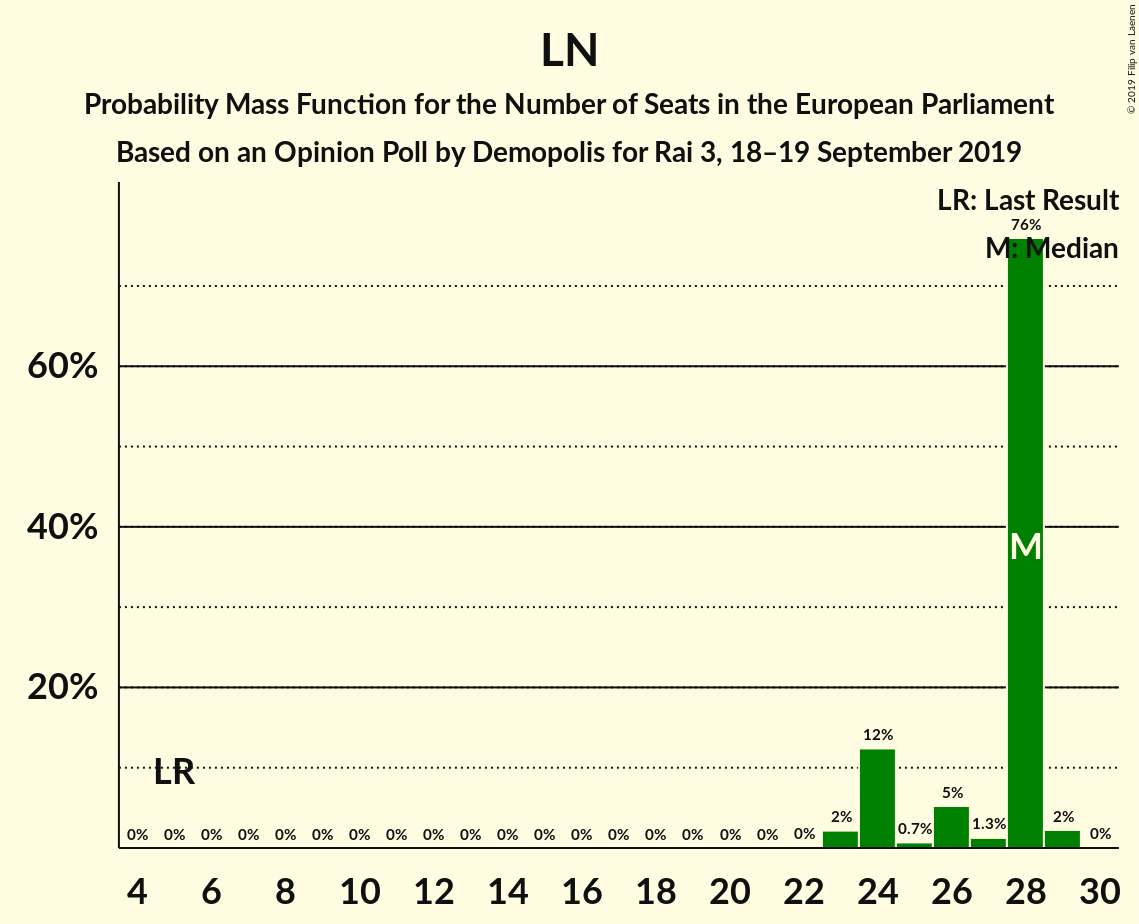 LN
Probability Mass Function for the Number of Seats in the European Parliament
Based on an Opinion Poll by Demopolis for Rai 3, 18–19 September 2019
© 2019 Filip van Laenen
LR: Last Result
M: Median
76%
60%
40%
20%
M
LR
0% 0% 0% 0% 0% 0% 0% 0% 0% 0% 0% 0% 0% 0% 0% 0% 0% 0% 0% 2% 12% 0.7% 5% 1.3% 2% 0%
4 6 8 10 12 14 16 18 20 22 24 26 28 30